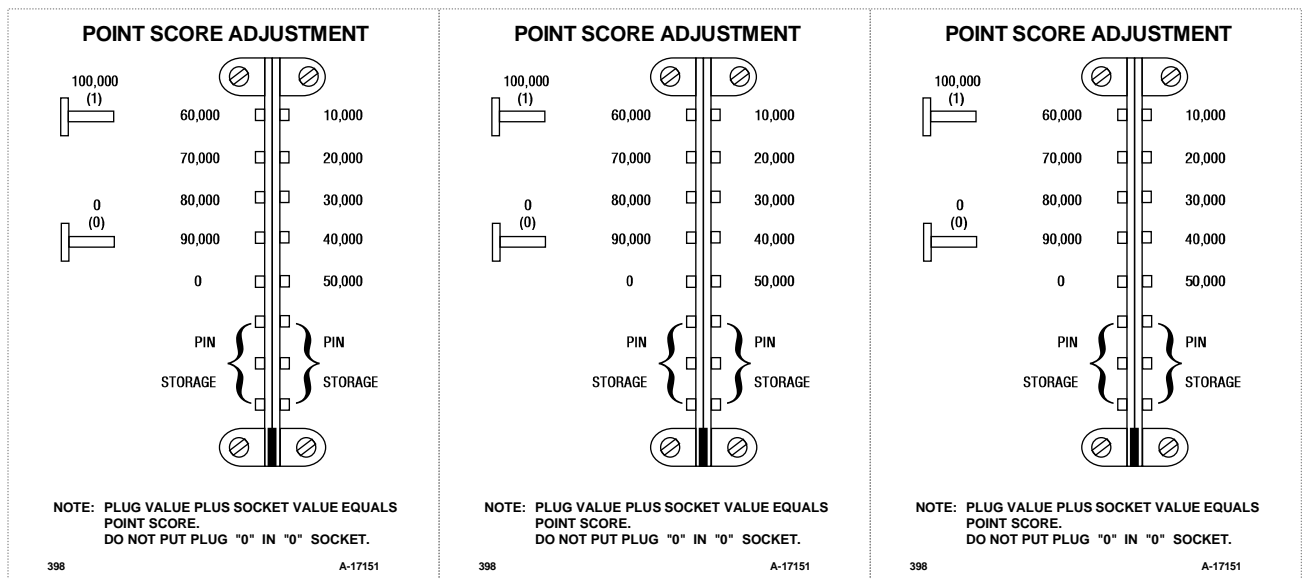 POINT SCORE ADJUSTMENT
100,000
(1)
60,000 10,000
70,000 20,000
80,000 30,000
0
(0)
90,000 40,000
0 50,000
PIN PIN
STORAGE STORAGE
NOTE: PLUG VALUE PLUS SOCKET VALUE EQUALS
POINT SCORE.
DO NOT PUT PLUG "0" IN "0" SOCKET.
398 A-17151
POINT SCORE ADJUSTMENT
100,000
(1)
60,000 10,000
70,000 20,000
80,000 30,000
0
(0)
90,000 40,000
0 50,000
PIN PIN
STORAGE STORAGE
NOTE: PLUG VALUE PLUS SOCKET VALUE EQUALS
POINT SCORE.
DO NOT PUT PLUG "0" IN "0" SOCKET.
398 A-17151
POINT SCORE ADJUSTMENT
100,000
(1)
60,000 10,000
70,000 20,000
80,000 30,000
0
(0)
90,000 40,000
0 50,000
PIN PIN
STORAGE STORAGE
NOTE: PLUG VALUE PLUS SOCKET VALUE EQUALS
POINT SCORE.
DO NOT PUT PLUG "0" IN "0" SOCKET.
398 A-17151